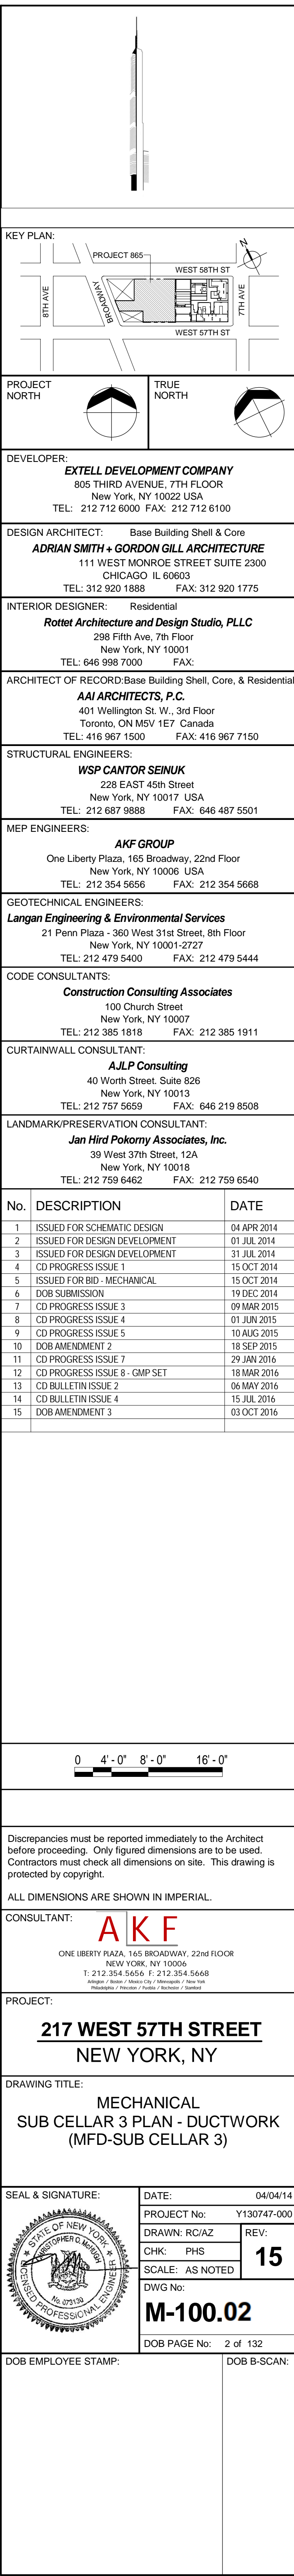 KEY PLAN:
PROJECT 865
WEST 58TH ST
N
8TH AVE
BROADWAY
7TH AVE
WEST 57TH ST
PROJECT
NORTH
TRUE
NORTH
DEVELOPER:
EXTELL DEVELOPMENT COMPANY
805 THIRD AVENUE, 7TH FLOOR
New York, NY 10022 USA
TEL: 212 712 6000 FAX: 212 712 6100
DESIGN ARCHITECT: Base Building Shell & Core
ADRIAN SMITH + GORDON GILL ARCHITECTURE
111 WEST MONROE STREET SUITE 2300
CHICAGO IL 60603
TEL: 312 920 1888 FAX: 312 920 1775
INTERIOR DESIGNER: Residential
Rottet Architecture and Design Studio, PLLC
298 Fifth Ave, 7th Floor
New York, NY 10001
TEL: 646 998 7000 FAX:
ARCHITECT OF RECORD:Base Building Shell, Core, & Residential
AAI ARCHITECTS, P.C.
401 Wellington St. W., 3rd Floor
Toronto, ON M5V 1E7 Canada
TEL: 416 967 1500 FAX: 416 967 7150
STRUCTURAL ENGINEERS:
WSP CANTOR SEINUK
228 EAST 45th Street
New York, NY 10017 USA
TEL: 212 687 9888 FAX: 646 487 5501
MEP ENGINEERS:
AKF GROUP
One Liberty Plaza, 165 Broadway, 22nd Floor
New York, NY 10006 USA
TEL: 212 354 5656 FAX: 212 354 5668
GEOTECHNICAL ENGINEERS:
Langan Engineering & Environmental Services
21 Penn Plaza - 360 West 31st Street, 8th Floor
New York, NY 10001-2727
TEL: 212 479 5400 FAX: 212 479 5444
CODE CONSULTANTS:
Construction Consulting Associates
100 Church Street
New York, NY 10007
TEL: 212 385 1818 FAX: 212 385 1911
CURTAINWALL CONSULTANT:
AJLP Consulting
40 Worth Street. Suite 826
New York, NY 10013
TEL: 212 757 5659 FAX: 646 219 8508
LANDMARK/PRESERVATION CONSULTANT:
Jan Hird Pokorny Associates, Inc.
39 West 37th Street, 12A
New York, NY 10018
TEL: 212 759 6462 FAX: 212 759 6540
No. DESCRIPTION DATE
1 ISSUED FOR SCHEMATIC DESIGN 04 APR 2014
2 ISSUED FOR DESIGN DEVELOPMENT 01 JUL 2014
3 ISSUED FOR DESIGN DEVELOPMENT 31 JUL 2014
4 CD PROGRESS ISSUE 1 15 OCT 2014
5 ISSUED FOR BID - MECHANICAL 15 OCT 2014
6 DOB SUBMISSION 19 DEC 2014
7 CD PROGRESS ISSUE 3 09 MAR 2015
8 CD PROGRESS ISSUE 4 01 JUN 2015
9 CD PROGRESS ISSUE 5 10 AUG 2015
10 DOB AMENDMENT 2 18 SEP 2015
11 CD PROGRESS ISSUE 7 29 JAN 2016
12 CD PROGRESS ISSUE 8 - GMP SET 18 MAR 2016
13 CD BULLETIN ISSUE 2 06 MAY 2016
14 CD BULLETIN ISSUE 4 15 JUL 2016
15 DOB AMENDMENT 3 03 OCT 2016
0 4' - 0" 8' - 0" 16' - 0"
Discrepancies must be reported immediately to the Architect
before proceeding. Only figured dimensions are to be used.
Contractors must check all dimensions on site. This drawing is
protected by copyright.
ALL DIMENSIONS ARE SHOWN IN IMPERIAL.
CONSULTANT:
AKF
ONE LIBERTY PLAZA, 165 BROADWAY, 22nd FLOOR
NEW YORK, NY 10006
T: 212.354.5656 F: 212.354.5668
Arlington / Boston / Mexico City / Minneapolis / New York
Philadelphia / Princeton / Puebla / Rochester / Stamford
PROJECT:
217 WEST 57TH STREET
NEW YORK, NY
DRAWING TITLE:
MECHANICAL
SUB CELLAR 3 PLAN - DUCTWORK
(MFD-SUB CELLAR 3)
SEAL & SIGNATURE:
STATE OF NEW YORK
No. 073130
LICENSED PROFESSIONAL ENGINEER
DATE: 04/04/14
PROJECT No: Y130747-000
DRAWN: RC/AZ
REV:
15
CHK: PHS
SCALE: AS NOTED
DWG No:
M-100.02
DOB PAGE No: 2 of 132
DOB EMPLOYEE STAMP:
DOB B-SCAN: